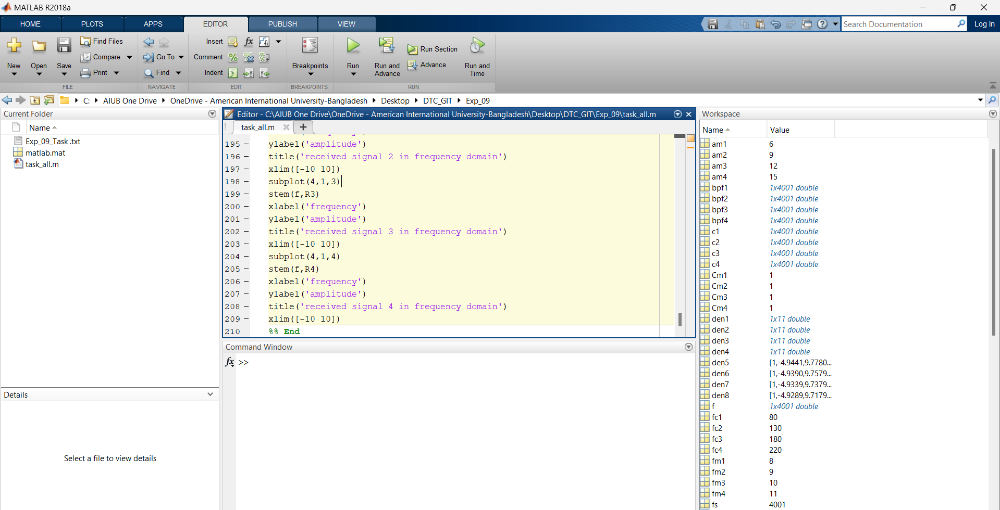 MATLAB R2018a
HOME PLOTS APPS EDITOR PUBLISH VIEW
Search Documentation
Log In
New
Open
Save
Find Files
Compare
Print
FILE
Go To
Find
NAVIGATE
Insert
Comment
Indent
EDIT
Breakpoints
BREAKPOINTS
Run
Run and Advance
Run Section
Advance
Run and Time
RUN
C: AIUB One Drive OneDrive - American International University-Bangladesh Desktop DTC_GIT Exp_09
Current Folder
Name
Exp_09_Task .txt
matlab.mat
task_all.m
Details
Select a file to view details
Editor - C:\AIUB One Drive\OneDrive - American International University-Bangladesh\Desktop\DTC_GIT\Exp_09\task_all.m
task_all.m
195 – ylabel('amplitude')
196 – title('received signal 2 in frequency domain')
197 – xlim([-10 10])
198 – subplot(4,1,3)
199 – stem(f,R3)
200 – xlabel('frequency')
201 – ylabel('amplitude')
202 – title('received signal 3 in frequency domain')
203 – xlim([-10 10])
204 – subplot(4,1,4)
205 – stem(f,R4)
206 – xlabel('frequency')
207 – ylabel('amplitude')
208 – title('received signal 4 in frequency domain')
209 – xlim([-10 10])
210 %% End
Command Window
fx >>
Workspace
Name Value
am1 6
am2 9
am3 12
am4 15
bpf1 1x4001 double
bpf2 1x4001 double
bpf3 1x4001 double
bpf4 1x4001 double
c1 1x4001 double
c2 1x4001 double
c3 1x4001 double
c4 1x4001 double
Cm1 1
Cm2 1
Cm3 1
Cm4 1
den1 1x11 double
den2 1x11 double
den3 1x11 double
den4 1x11 double
den5 [1,-4.9441,9.7780...
den6 [1,-4.9390,9.7579...
den7 [1,-4.9339,9.7379...
den8 [1,-4.9289,9.7179...
f 1x4001 double
fc1 80
fc2 130
fc3 180
fc4 220
fm1 8
fm2 9
fm3 10
fm4 11
fs 4001